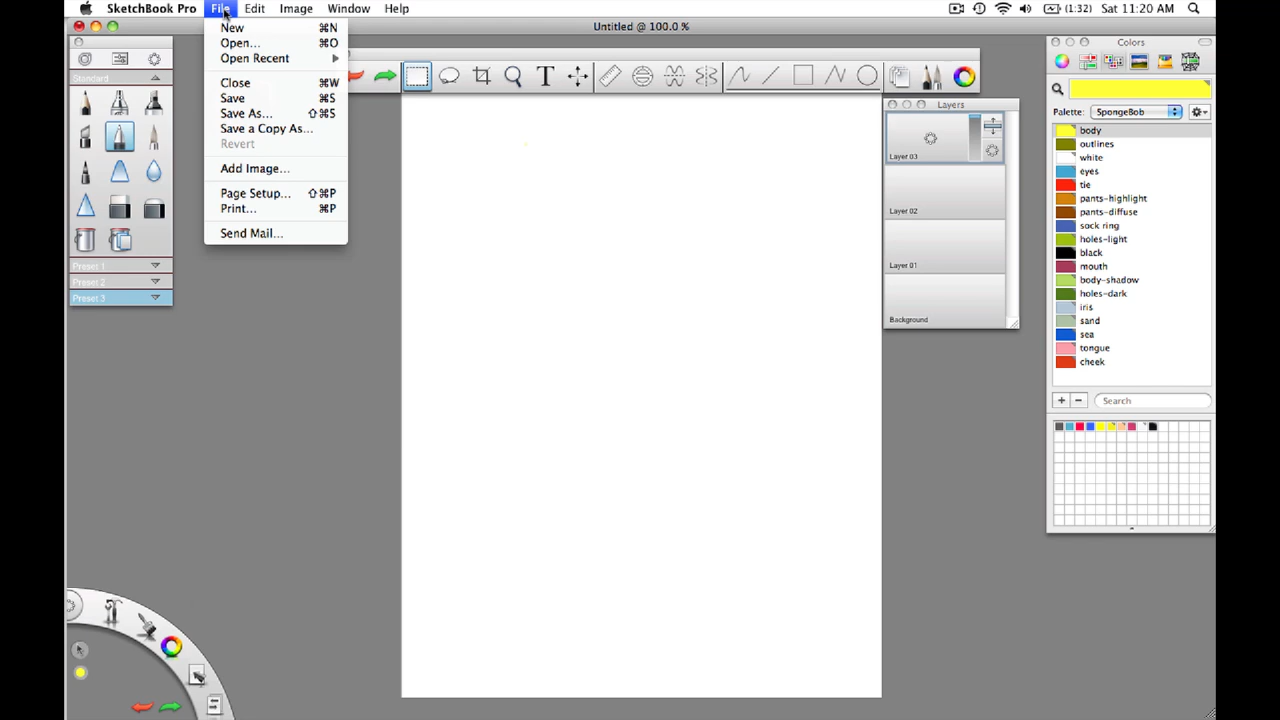 SketchBook Pro File Edit Image Window Help (1:32) Sat 11:20 AM
Untitled @ 100.0 %
New ⌘N
Open... ⌘O
Open Recent
Close ⌘W
Save ⌘S
Save As... ⇧⌘S
Save a Copy As...
Revert
Add Image...
Page Setup... ⇧⌘P
Print... ⌘P
Send Mail...
Standard
Preset 1
Preset 2
Preset 3
T
Layers
Layer 03
Layer 02
Layer 01
Background
Colors
Palette: SpongeBob
body
outlines
white
eyes
tie
pants-highlight
pants-diffuse
sock ring
holes-light
black
mouth
body-shadow
holes-dark
iris
sand
sea
tongue
cheek
Search